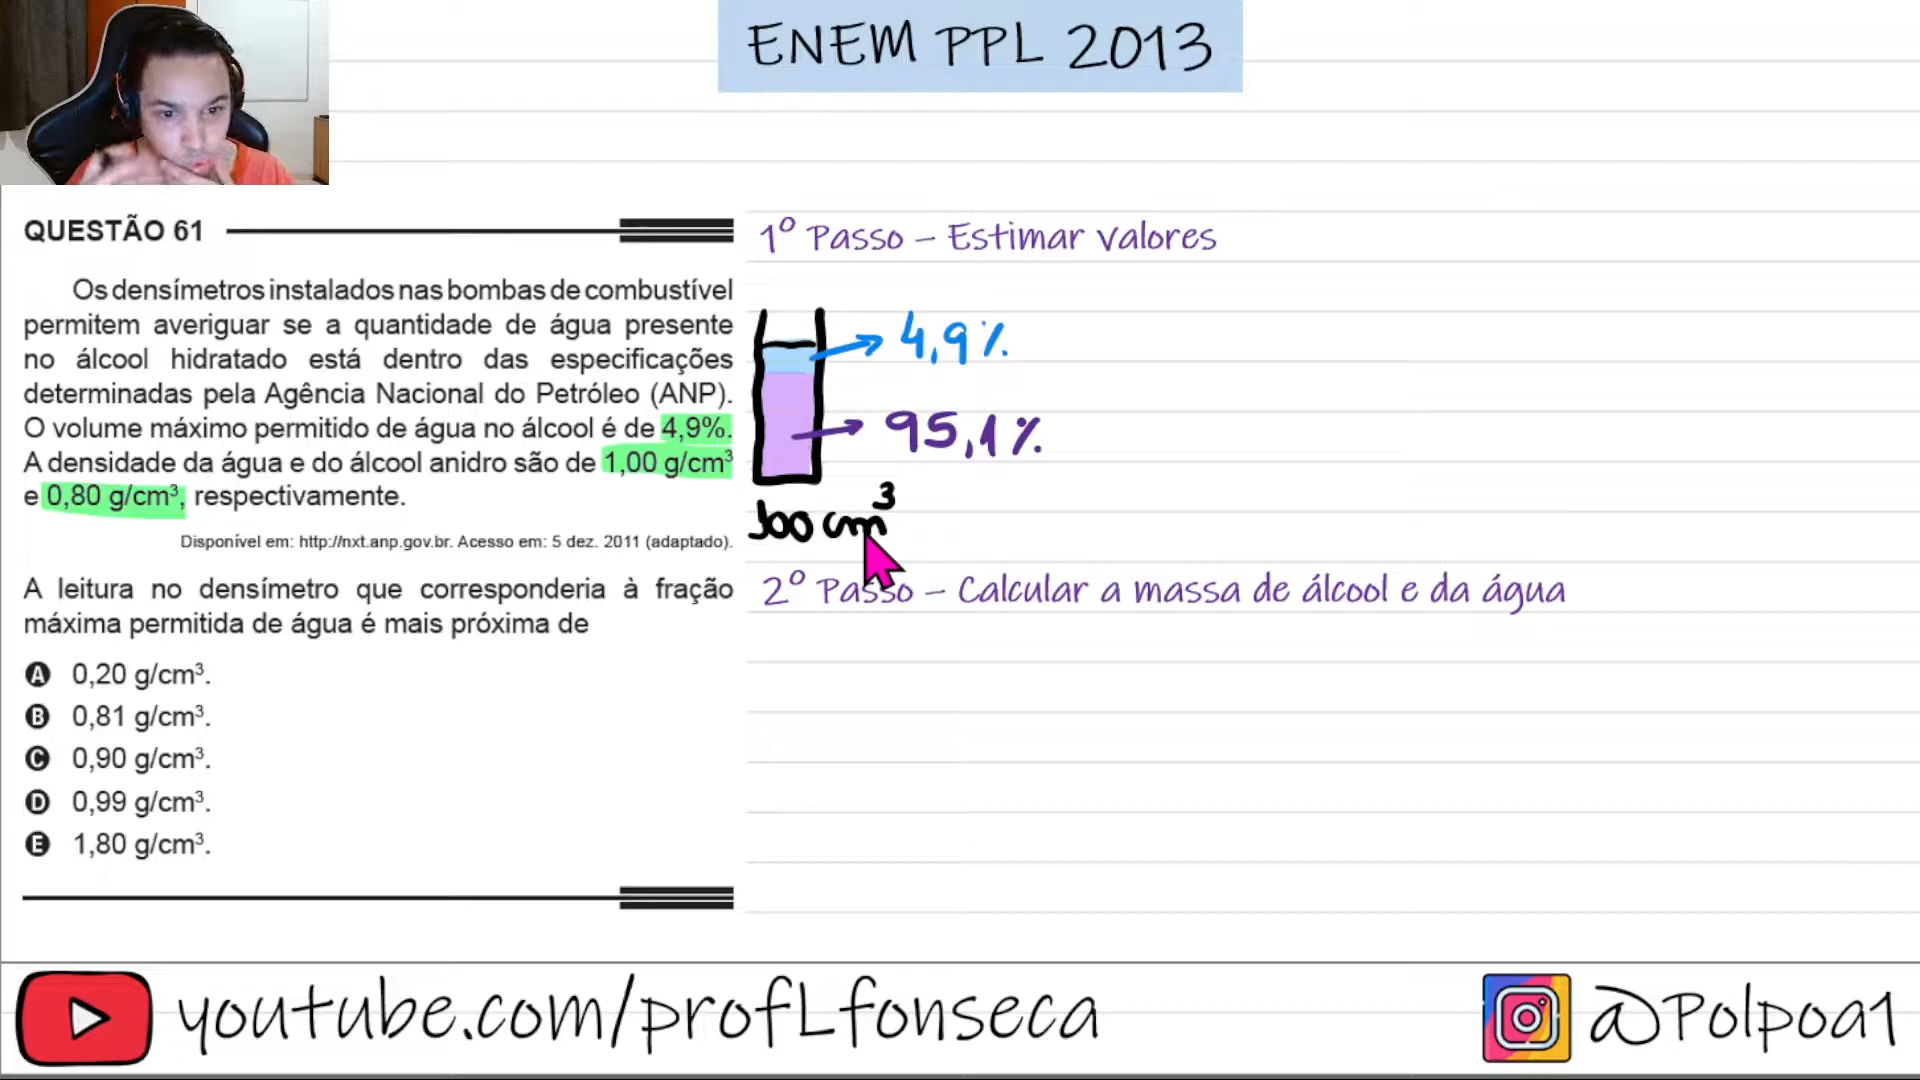 ENEM PPL 2013
QUESTÃO 61
Os densímetros instalados nas bombas de combustível
permitem averiguar se a quantidade de água presente
no álcool hidratado está dentro das especificações
determinadas pela Agência Nacional do Petróleo (ANP).
O volume máximo permitido de água no álcool é de 4,9%.
A densidade da água e do álcool anidro são de 1,00 g/cm³
e 0,80 g/cm³, respectivamente.
Disponível em: http://nxt.anp.gov.br. Acesso em: 5 dez. 2011 (adaptado).
A leitura no densímetro que corresponderia à fração
máxima permitida de água é mais próxima de
A 0,20 g/cm³.
B 0,81 g/cm³.
C 0,90 g/cm³.
D 0,99 g/cm³.
E 1,80 g/cm³.
1º Passo – Estimar valores
4,9%
95,1%
100 cm³
2º Passo – Calcular a massa de álcool e da água
youtube.com/profLfonseca
@Polpoa1